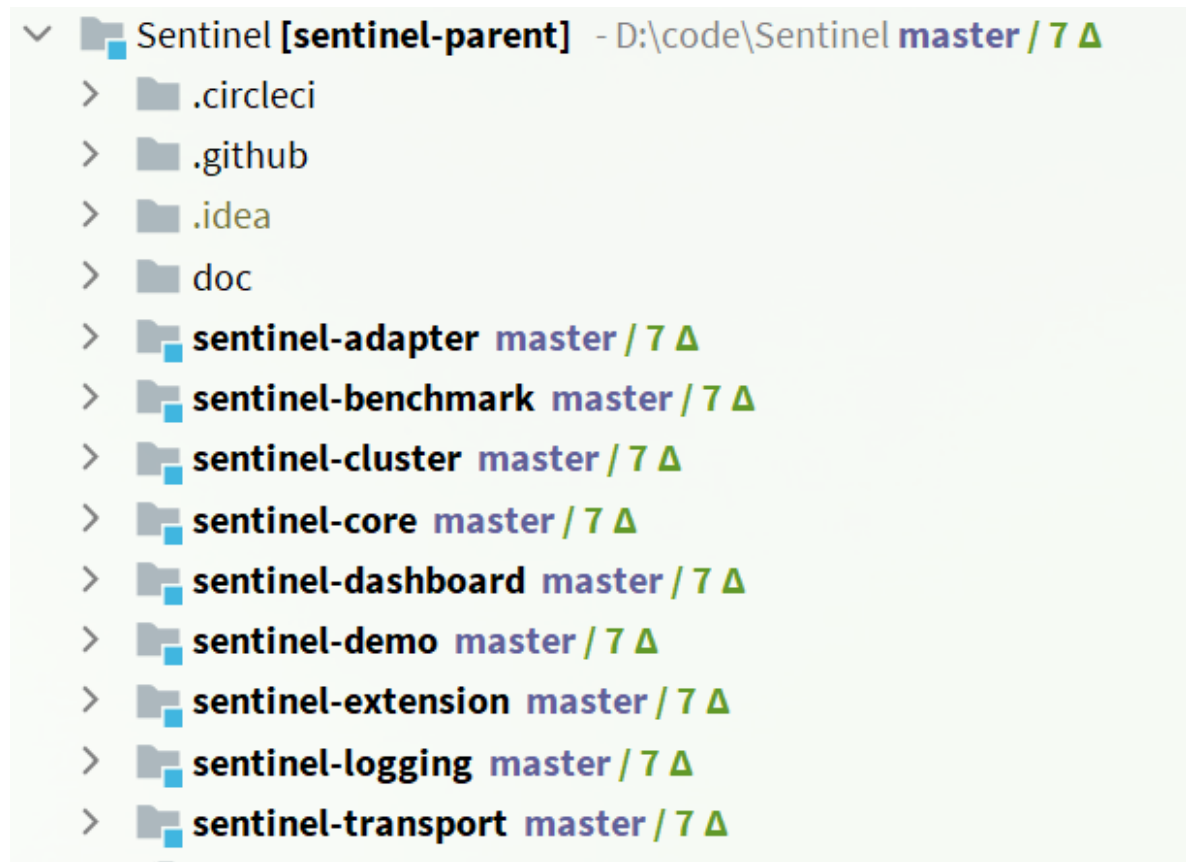 Sentinel [sentinel-parent] - D:\code\Sentinel master / 7 Δ
.circleci
.github
.idea
doc
sentinel-adapter master / 7 Δ
sentinel-benchmark master / 7 Δ
sentinel-cluster master / 7 Δ
sentinel-core master / 7 Δ
sentinel-dashboard master / 7 Δ
sentinel-demo master / 7 Δ
sentinel-extension master / 7 Δ
sentinel-logging master / 7 Δ
sentinel-transport master / 7 Δ